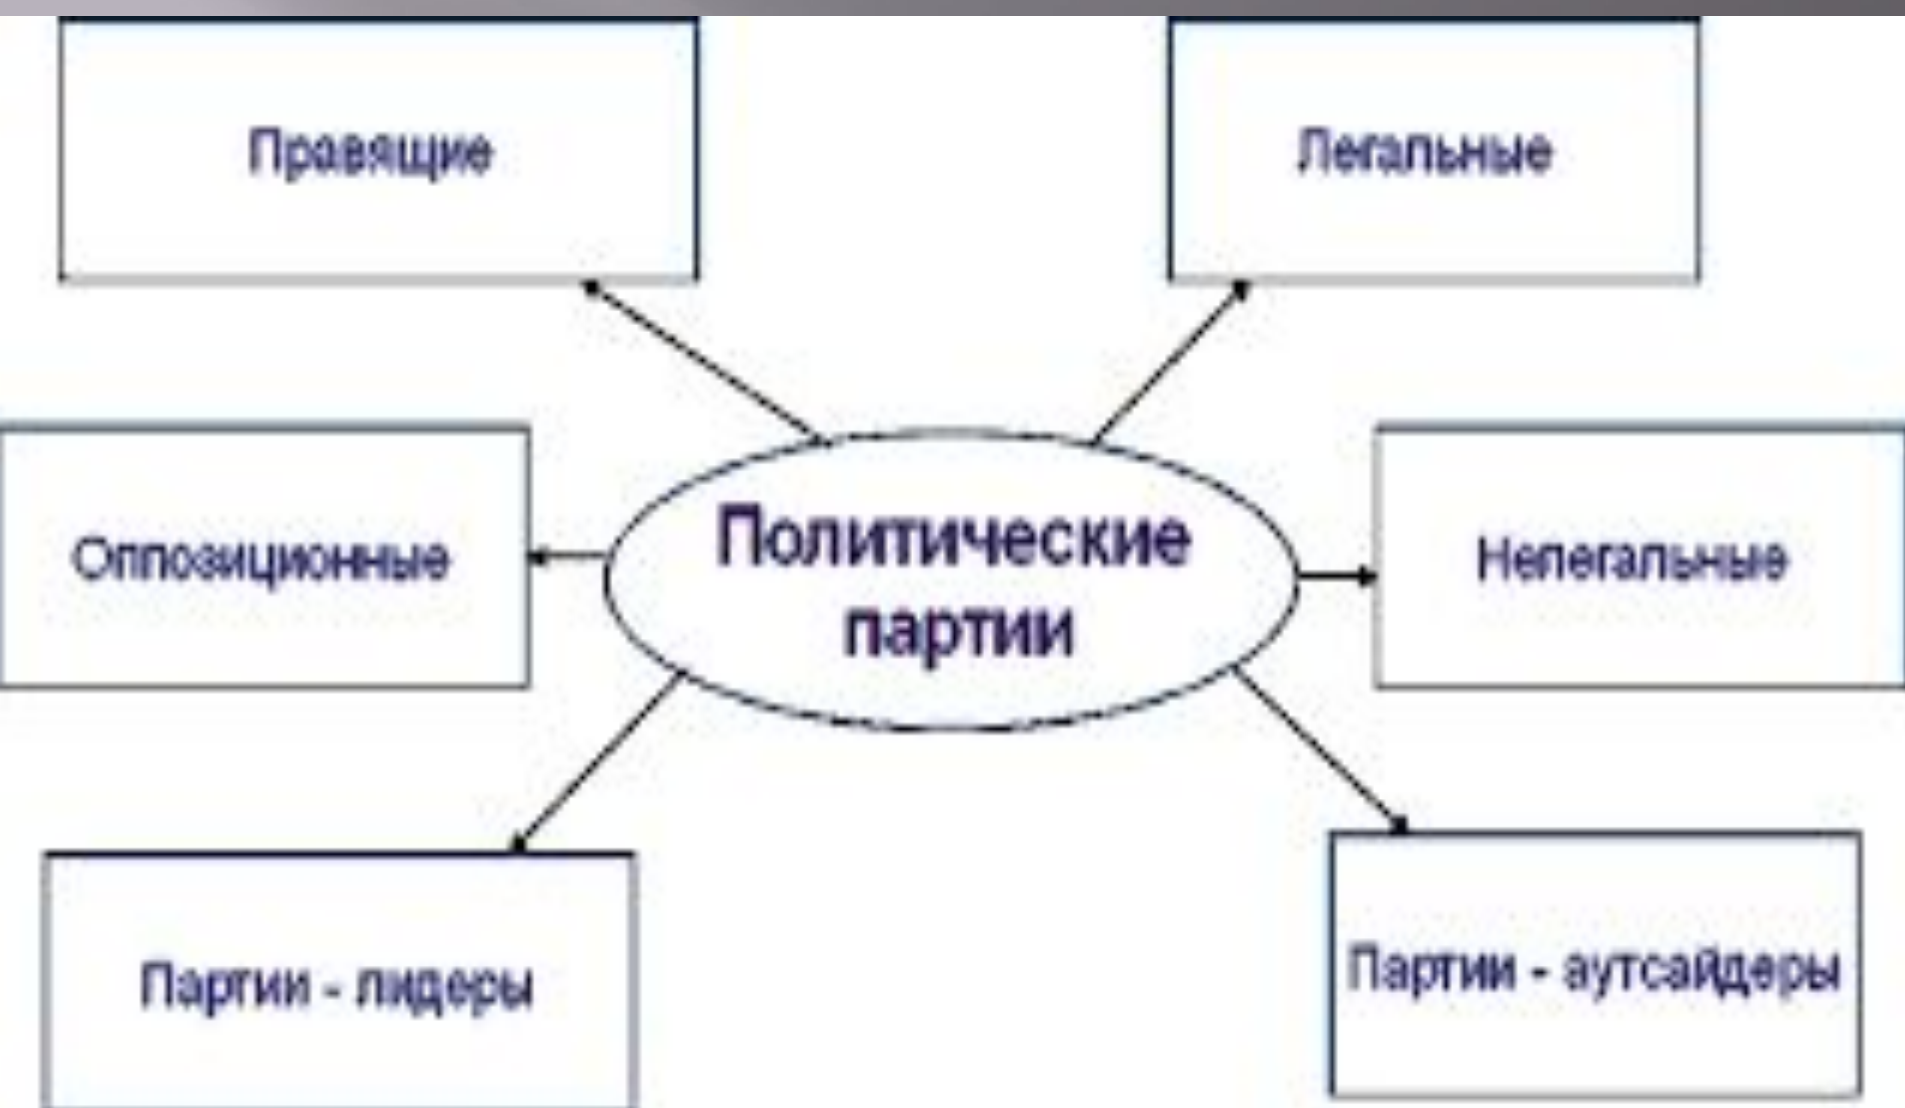 Правящие
Легальные
Оппозиционные
Политические
партии
Нелегальные
Партии - лидеры
Партии - аутсайдеры